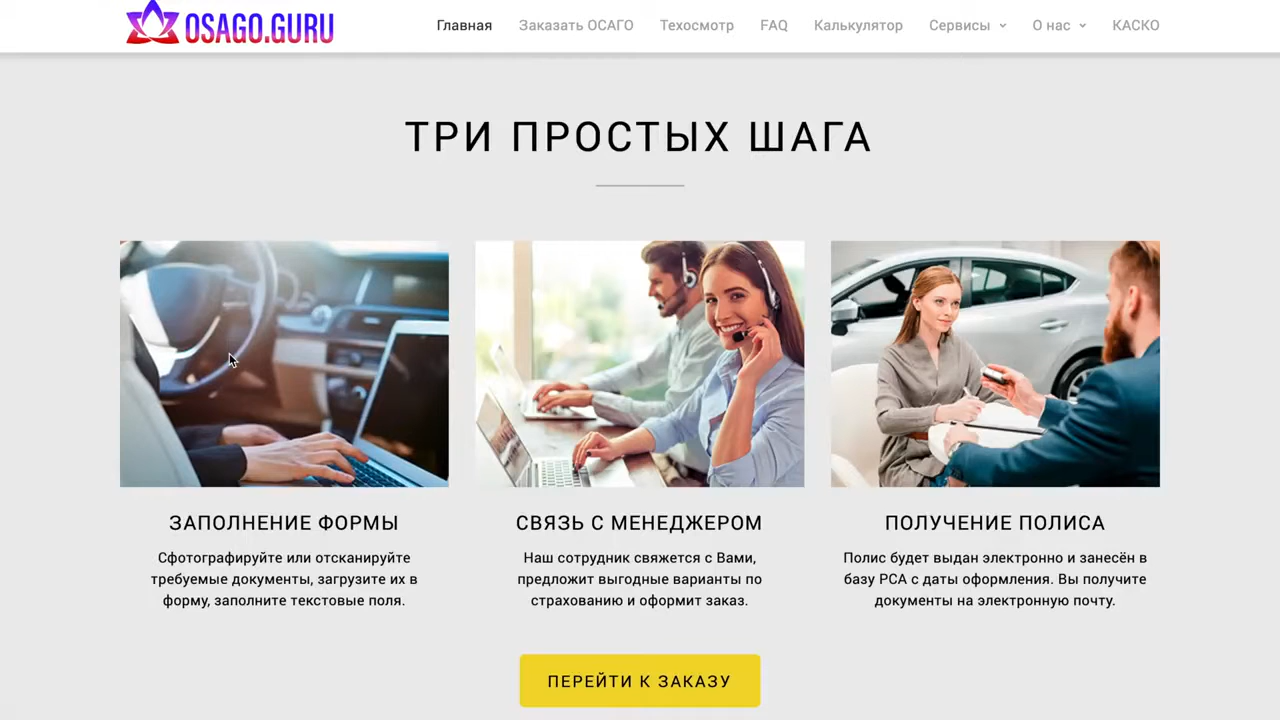 OSAGO.GURU
Главная Заказать ОСАГО Техосмотр FAQ Калькулятор Сервисы О нас КАСКО
ТРИ ПРОСТЫХ ШАГА
ЗАПОЛНЕНИЕ ФОРМЫ
Сфотографируйте или отсканируйте
требуемые документы, загрузите их в
форму, заполните текстовые поля.
СВЯЗЬ С МЕНЕДЖЕРОМ
Наш сотрудник свяжется с Вами,
предложит выгодные варианты по
страхованию и оформит заказ.
ПОЛУЧЕНИЕ ПОЛИСА
Полис будет выдан электронно и занесён в
базу РСА с даты оформления. Вы получите
документы на электронную почту.
ПЕРЕЙТИ К ЗАКАЗУ